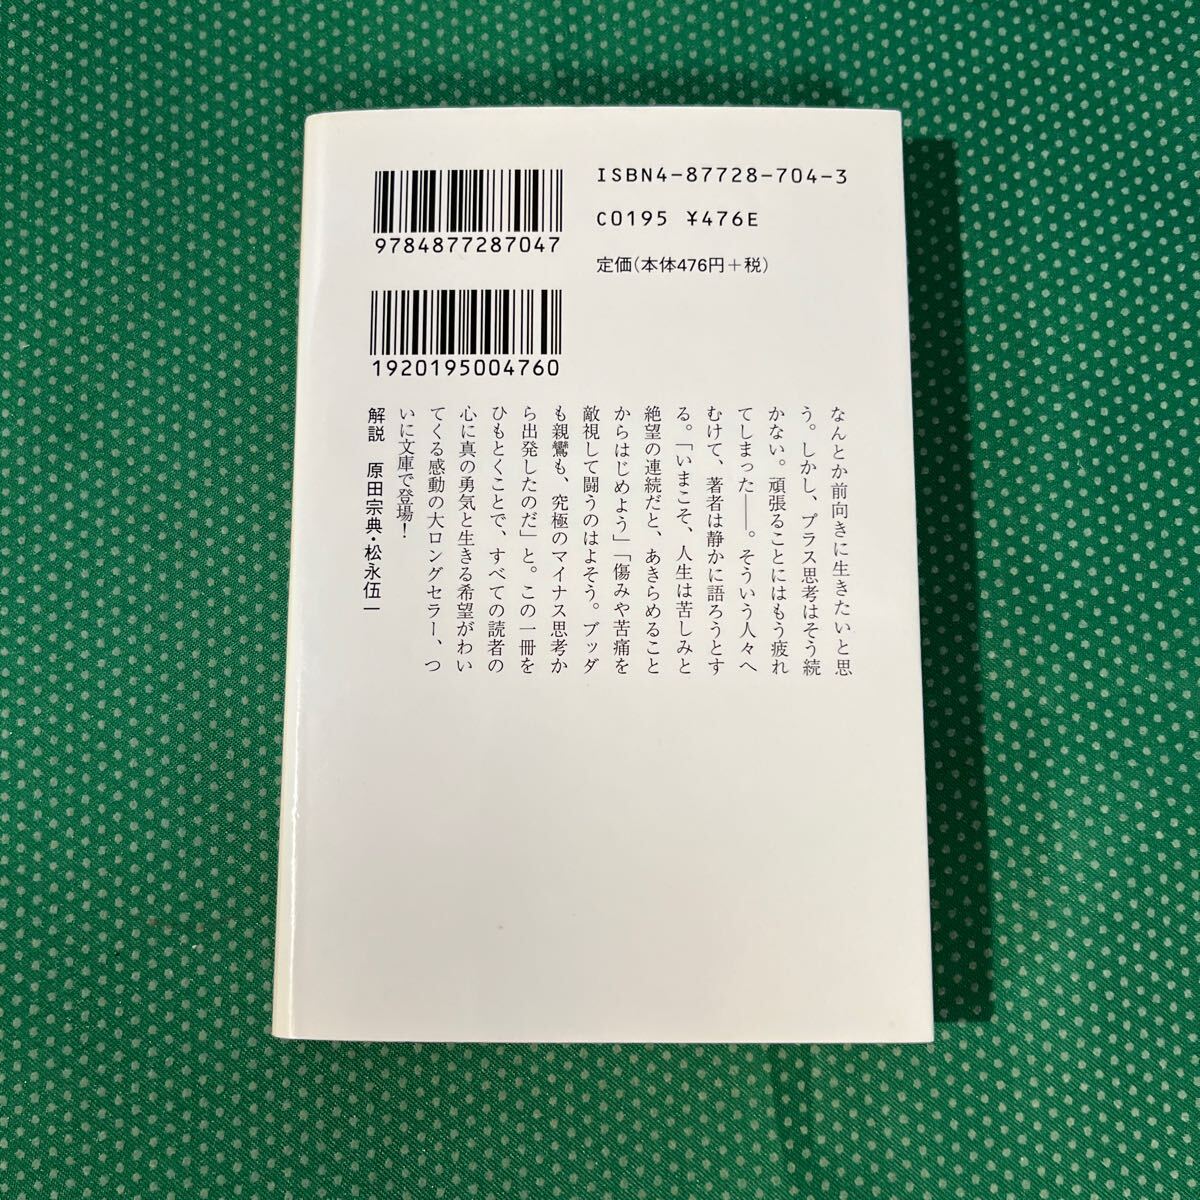 9784877287047
ISBN4-87728-704-3
C0195 ¥476E
定価(本体476円+税)
1920195004760
なんとか前向きに生きたいと思
う。しかし、プラス思考はそう続
かない。頑張ることにはもう疲れ
てしまった――。そういう人々へ
むけて、著者は静かに語ろうとす
る。「いまこそ、人生は苦しみと
絶望の連続だと、あきらめること
からはじめよう」「傷みや苦痛を
敵視して闘うのはよそう。ブッダ
も親鸞も、究極のマイナス思考か
ら出発したのだ」と。この一冊を
ひもとくことで、すべての読者の
心に真の勇気と生きる希望がわい
てくる感動の大ロングセラー、つ
いに文庫で登場!
解説 原田宗典・松永伍一